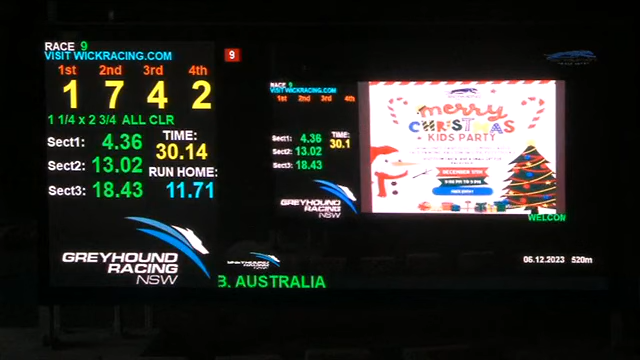 RACE 9
VISIT WICKRACING.COM
1st 2nd 3rd 4th
1 7 4 2
1 1/4 x 2 3/4 ALL CLR
Sect1: 4.36
Sect2: 13.02
Sect3: 18.43
TIME:
30.14
RUN HOME:
11.71
GREYHOUND
RACING
NSW
9
RACE 9
VISIT WICKRACING.COM
1st 2nd 3rd 4th
Sect1: 4.36
Sect2: 13.02
Sect3: 18.43
TIME:
30.1
GREYHOUND
RACING
NSW
merry
CHRISTMAS
KIDS PARTY
FREE ENTRY
WELCOM
06.12.2023 520m
B. AUSTRALIA